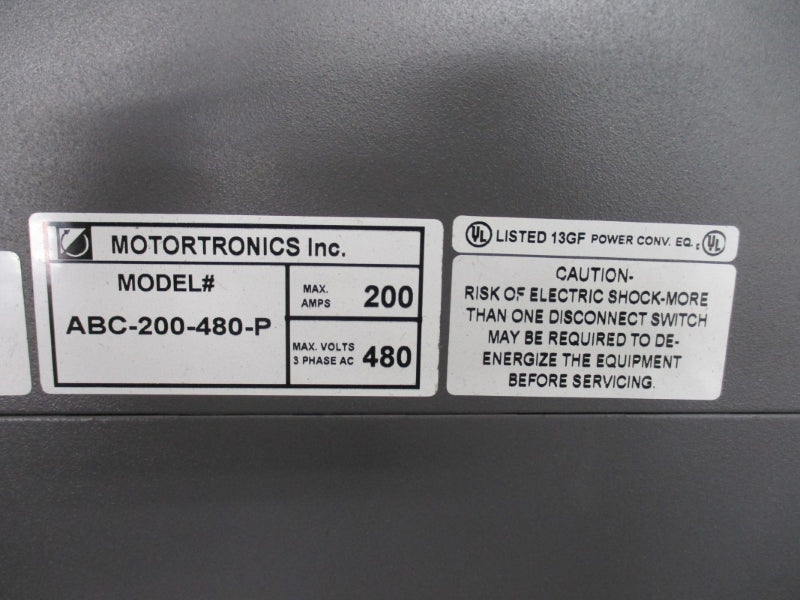 MOTORTRONICS Inc.
MODEL#
ABC-200-480-P
MAX.
AMPS 200
MAX. VOLTS
3 PHASE AC 480
UL LISTED 13GF POWER CONV. EQ. c UL
CAUTION-
RISK OF ELECTRIC SHOCK-MORE
THAN ONE DISCONNECT SWITCH
MAY BE REQUIRED TO DE-
ENERGIZE THE EQUIPMENT
BEFORE SERVICING.